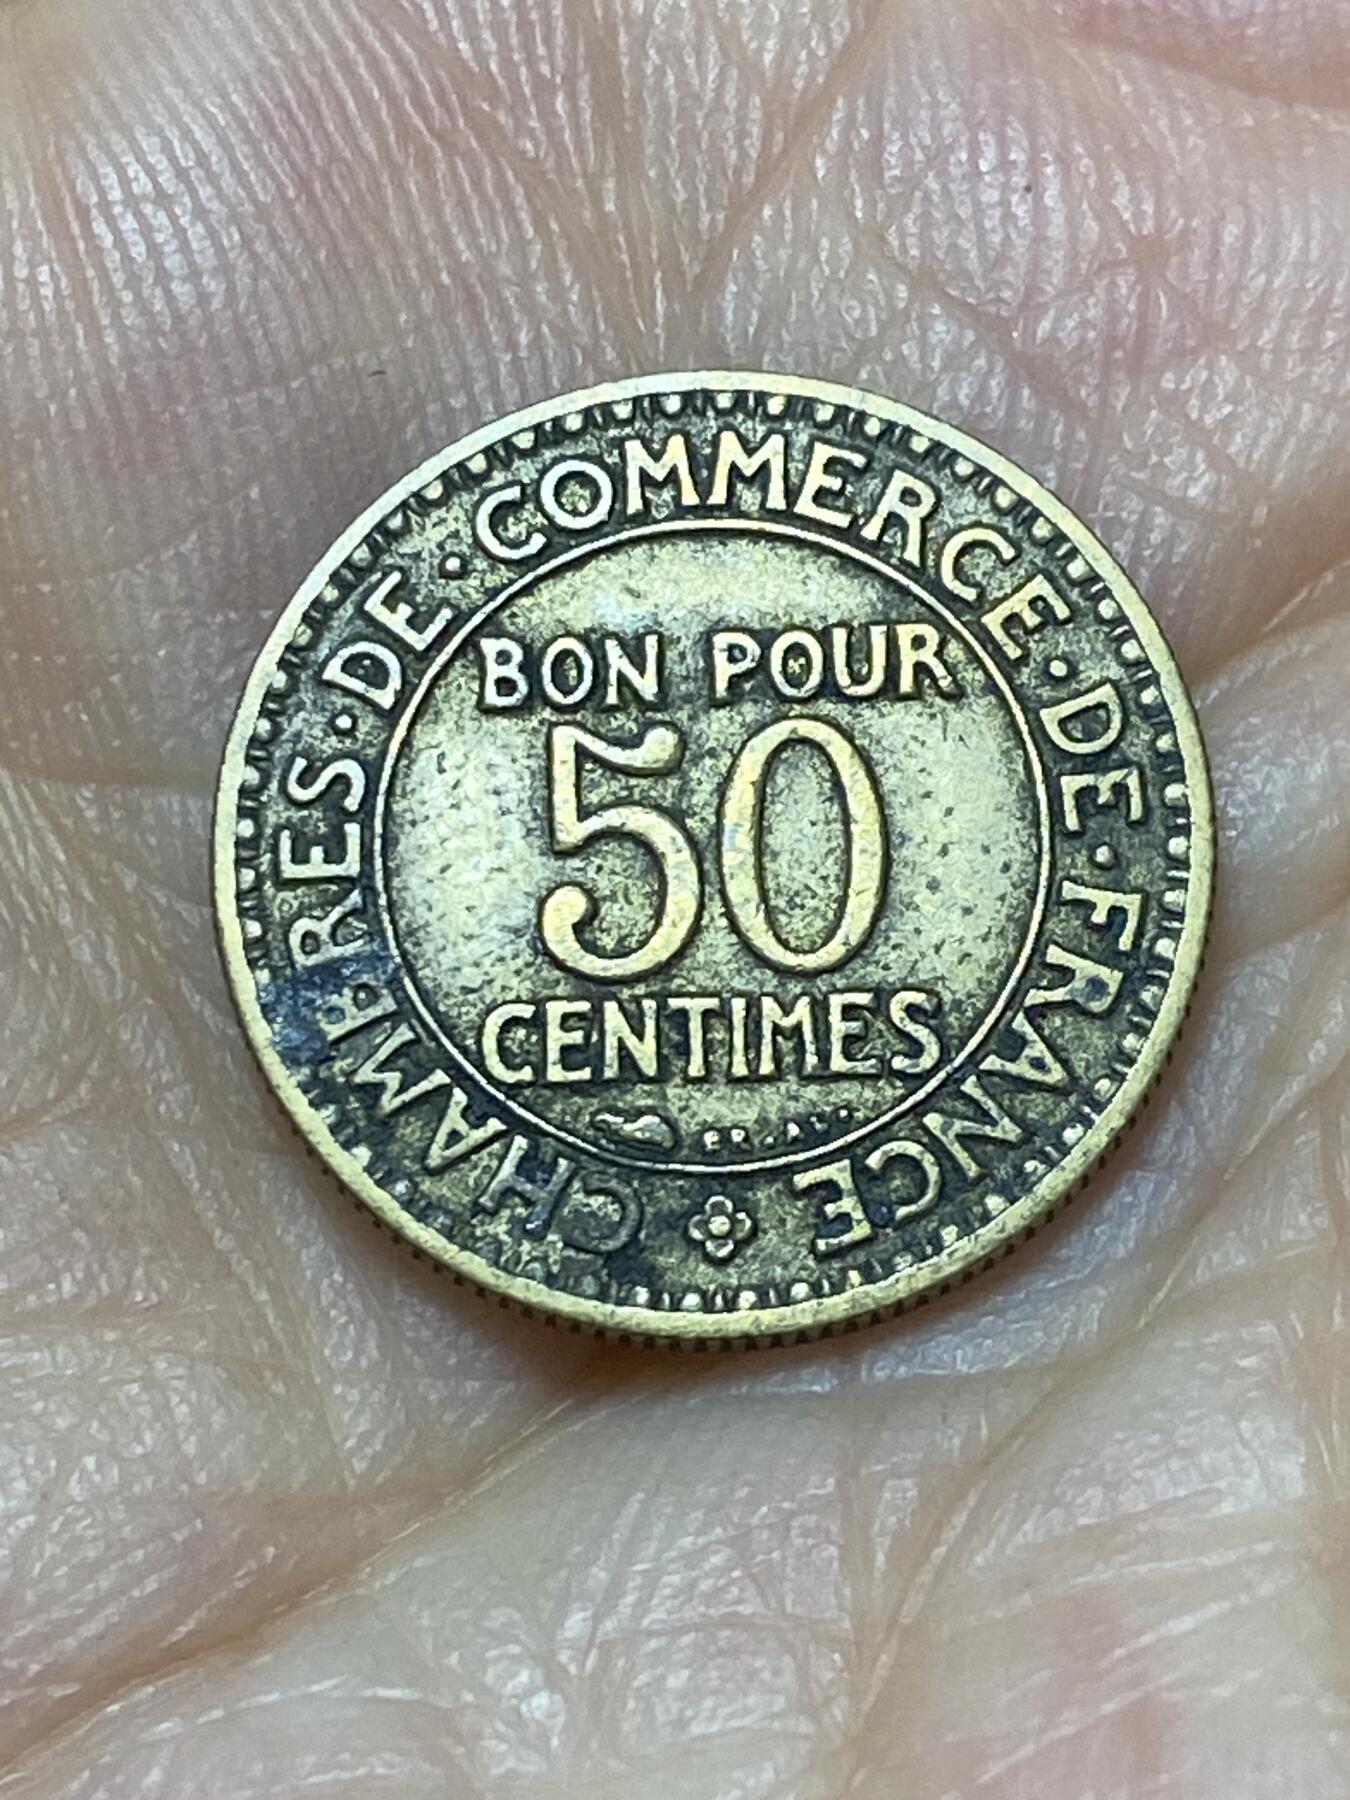 CHAMBRES · DE · COMMERCE · DE · FRANCE
BON POUR
50
CENTIMES